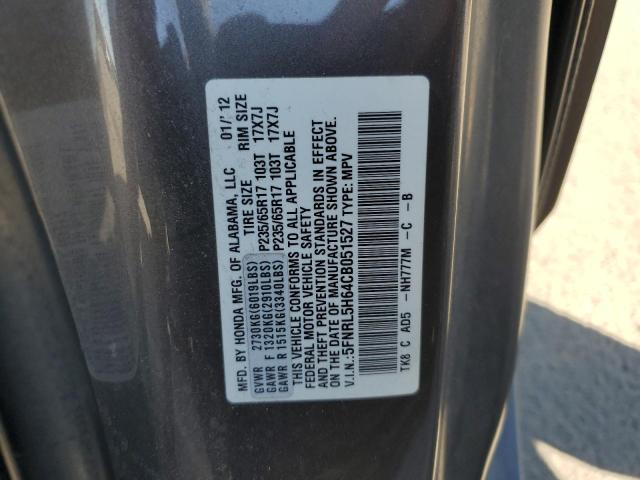 MFD. BY HONDA OF ALABAMA, LLC 01/'12
TIRE SIZE RIM SIZE
GVWR 2730KG(6019LBS)
GAWR F 1320KG(2910LBS) P235/65R17 103T 17X7J
GAWR R 1515KG(3340LBS) P235/65R17 103T 17X7J
THIS VEHICLE CONFORMS TO ALL APPLICABLE
FEDERAL MOTOR VEHICLE SAFETY
AND THEFT PREVENTION STANDARDS IN EFFECT
ON THE DATE OF MANUFACTURE SHOWN ABOVE.
V.I.N.:5FNRL5H64CB051527 TYPE: MPV
TK8 C AD5 -NH777M -C -B